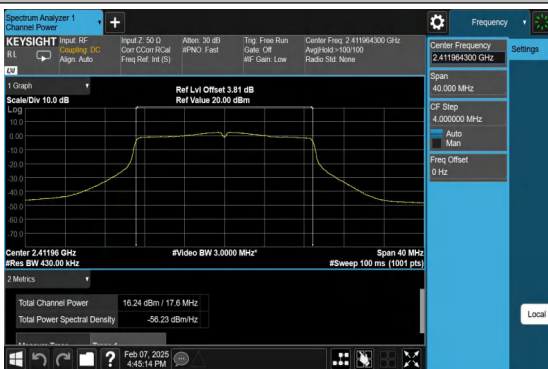 Spectrum Analyzer 1
Channel Power
Frequency
KEYSIGHT
RL
Input: RF
Coupling: DC
Align: Auto
Input Z: 50 Ω
Corr CCorr RCal
Freq Ref: Int (S)
Atten: 30 dB
#PNO: Fast
Trig: Free Run
Gate: Off
#IF Gain: Low
Center Freq: 2.411964300 GHz
Avg|Hold:>100/100
Radio Std: None
Settings
Center Frequency
2.411964300 GHz
Span
40.000 MHz
CF Step
4.000000 MHz
Auto
Man
Freq Offset
0 Hz
Local
1 Graph
Scale/Div 10.0 dB
Ref Lvl Offset 3.81 dB
Ref Value 20.00 dBm
Log
10.0
0.00
-10.0
-20.0
-30.0
-40.0
-50.0
-60.0
-70.0
Center 2.41196 GHz
#Video BW 3.0000 MHz*
Span 40 MHz
#Res BW 430.00 kHz
#Sweep 100 ms (1001 pts)
2 Metrics
Total Channel Power 16.24 dBm / 17.6 MHz
Total Power Spectral Density -56.23 dBm/Hz
Feb 07, 2025
4:45:14 PM